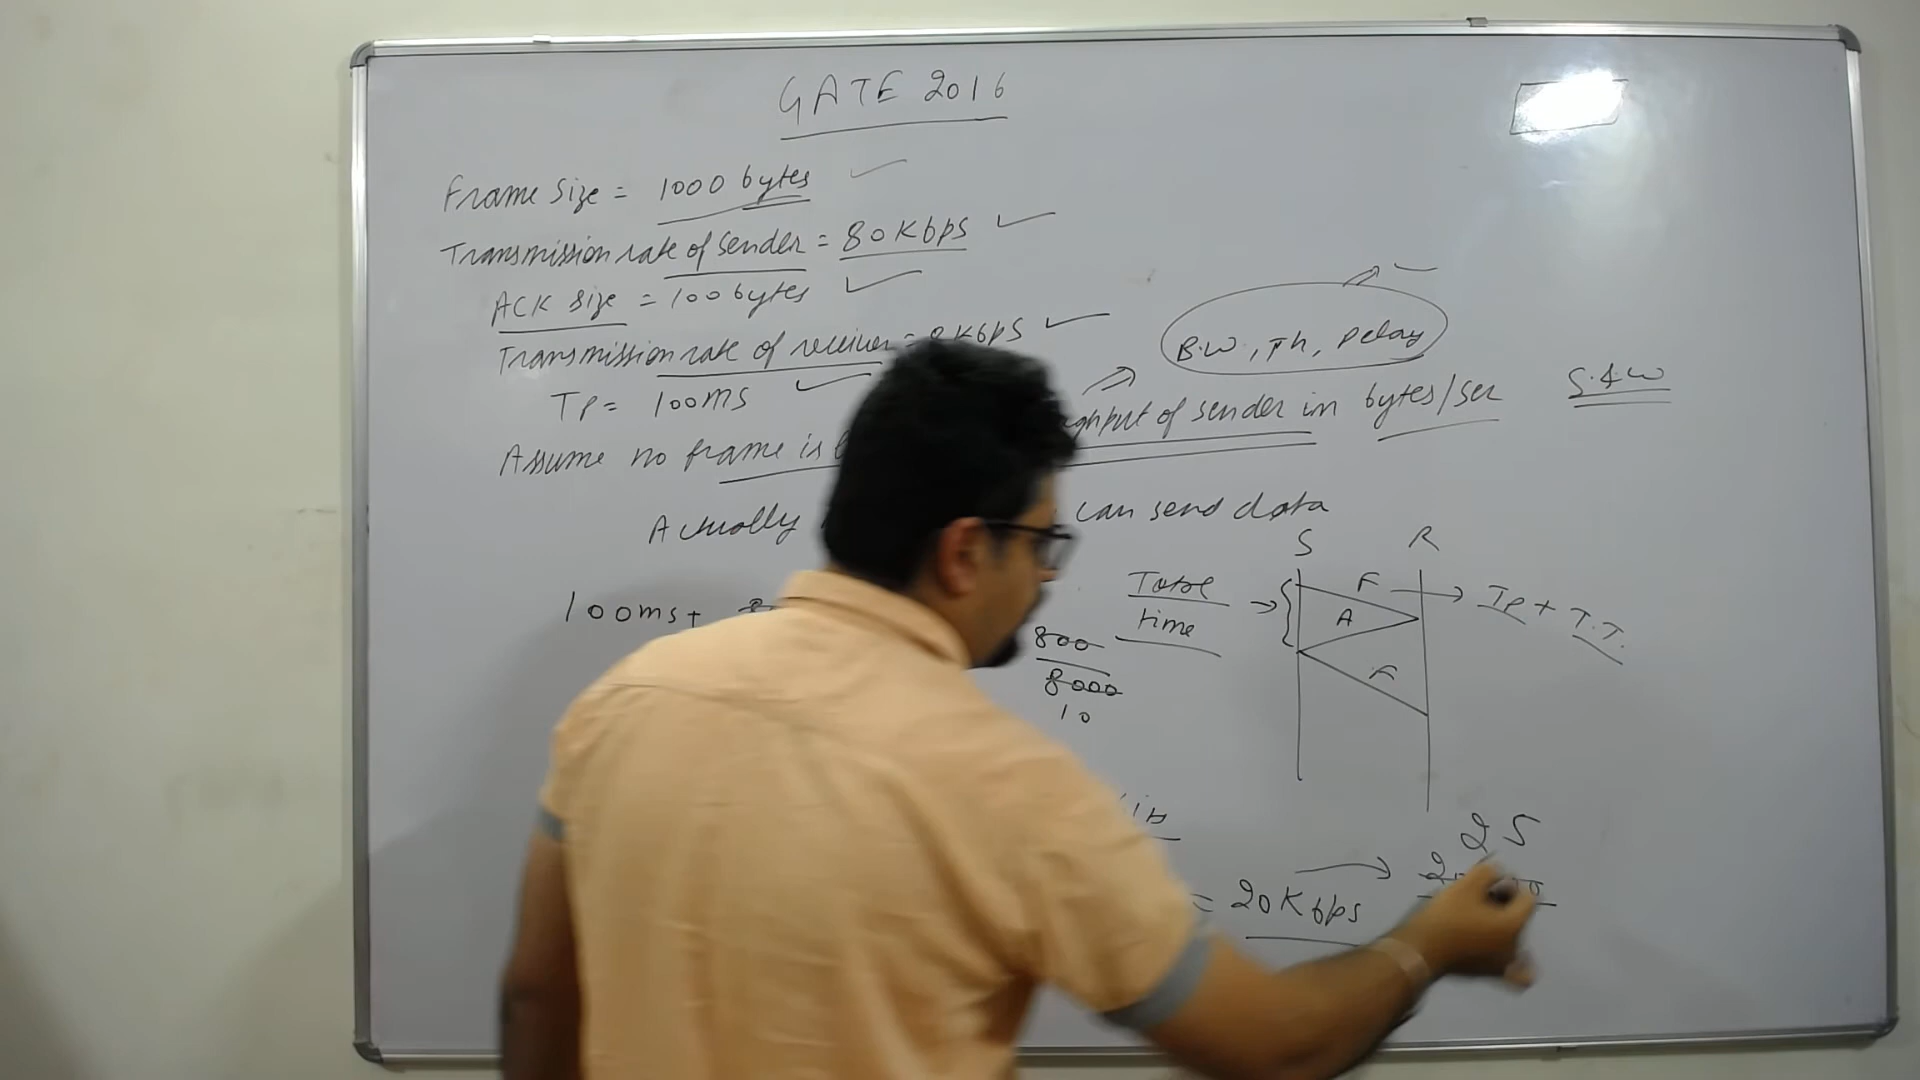 GATE 2016
Frame Size = 1000 bytes
Transmission rate of Sender = 80 Kbps
ACK Size = 100 bytes
Transmission rate of receiver = 8 Kbps
B.W, Th, Delay
TP = 100 ms
S.&W
Assume no frame is of sender in bytes/sec
Actually can send data
S R
F
Tp + T.T.
Total
time
A
F
100ms +
800
8000
10
25
= 20 Kbps